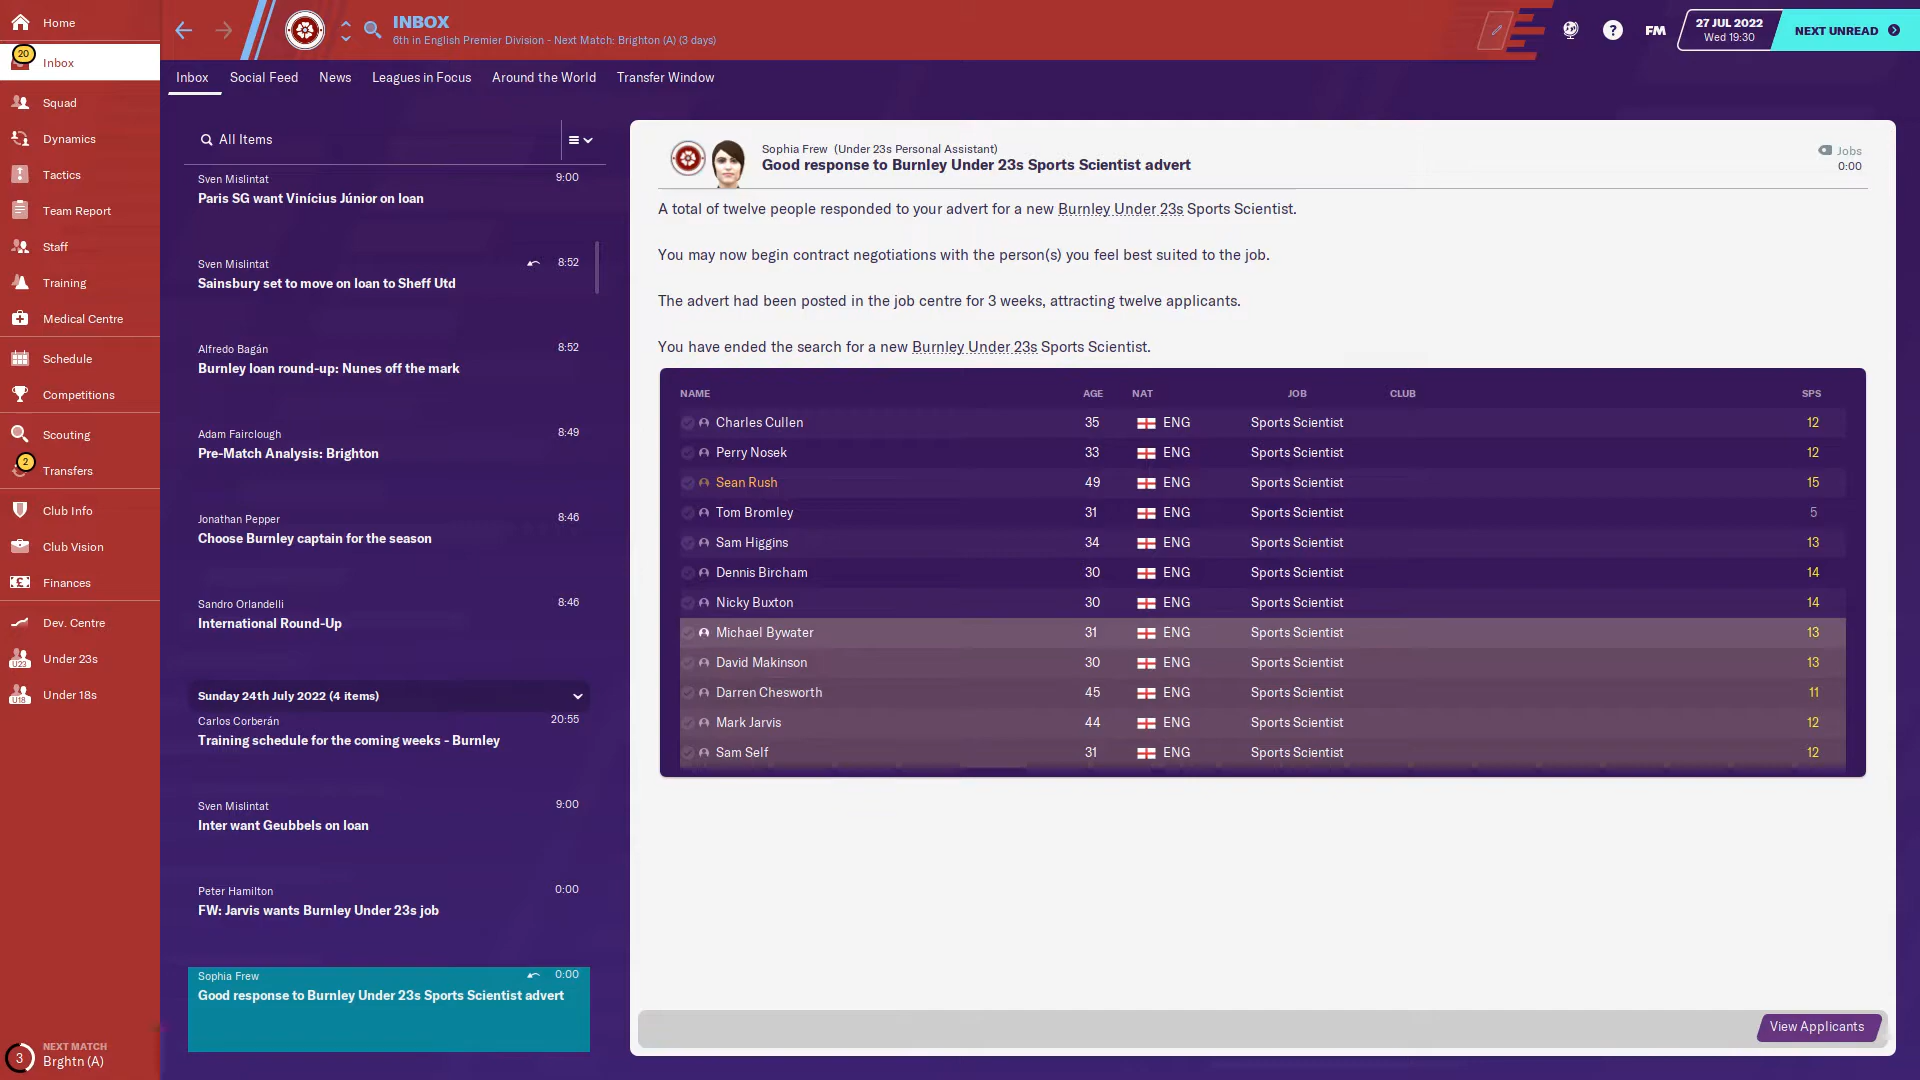 Home
20
Inbox
Squad
Dynamics
Tactics
Team Report
Staff
Training
Medical Centre
Schedule
Competitions
Scouting
2
Transfers
Club Info
Club Vision
Finances
Dev. Centre
U23
Under 23s
U18
Under 18s
3
NEXT MATCH
Brghtn (A)
INBOX
6th in English Premier Division - Next Match: Brighton (A) (3 days)
?
FM
27 JUL 2022
Wed 19:30
NEXT UNREAD
Inbox Social Feed News Leagues in Focus Around the World Transfer Window
All Items
Sven Mislintat 9:00
Paris SG want Vinícius Júnior on loan
Sven Mislintat 8:52
Sainsbury set to move on loan to Sheff Utd
Alfredo Bagán 8:52
Burnley loan round-up: Nunes off the mark
Adam Fairclough 8:49
Pre-Match Analysis: Brighton
Jonathan Pepper 8:46
Choose Burnley captain for the season
Sandro Orlandelli 8:46
International Round-Up
Sunday 24th July 2022 (4 items)
Carlos Corberán 20:55
Training schedule for the coming weeks - Burnley
Sven Mislintat 9:00
Inter want Geubbels on loan
Peter Hamilton 0:00
FW: Jarvis wants Burnley Under 23s job
Sophia Frew 0:00
Good response to Burnley Under 23s Sports Scientist advert
Sophia Frew (Under 23s Personal Assistant) Jobs
Good response to Burnley Under 23s Sports Scientist advert 0:00
A total of twelve people responded to your advert for a new Burnley Under 23s Sports Scientist.
You may now begin contract negotiations with the person(s) you feel best suited to the job.
The advert had been posted in the job centre for 3 weeks, attracting twelve applicants.
You have ended the search for a new Burnley Under 23s Sports Scientist.
NAME AGE NAT JOB CLUB SPS
Charles Cullen 35 ENG Sports Scientist 12
Perry Nosek 33 ENG Sports Scientist 12
Sean Rush 49 ENG Sports Scientist 15
Tom Bromley 31 ENG Sports Scientist 5
Sam Higgins 34 ENG Sports Scientist 13
Dennis Bircham 30 ENG Sports Scientist 14
Nicky Buxton 30 ENG Sports Scientist 14
Michael Bywater 31 ENG Sports Scientist 13
David Makinson 30 ENG Sports Scientist 13
Darren Chesworth 45 ENG Sports Scientist 11
Mark Jarvis 44 ENG Sports Scientist 12
Sam Self 31 ENG Sports Scientist 12
View Applicants